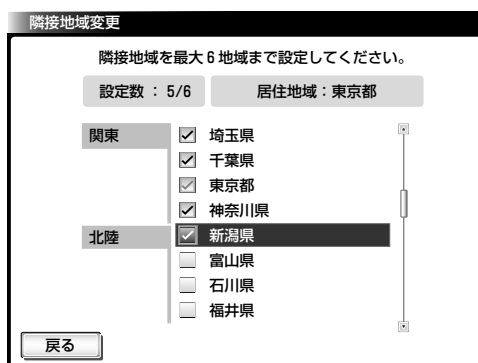 隣接地域変更
隣接地域を最大6地域まで設定してください。
設定数 : 5/6
居住地域：東京都
関東
埼玉県
千葉県
東京都
神奈川県
北陸
新潟県
富山県
石川県
福井県
戻る